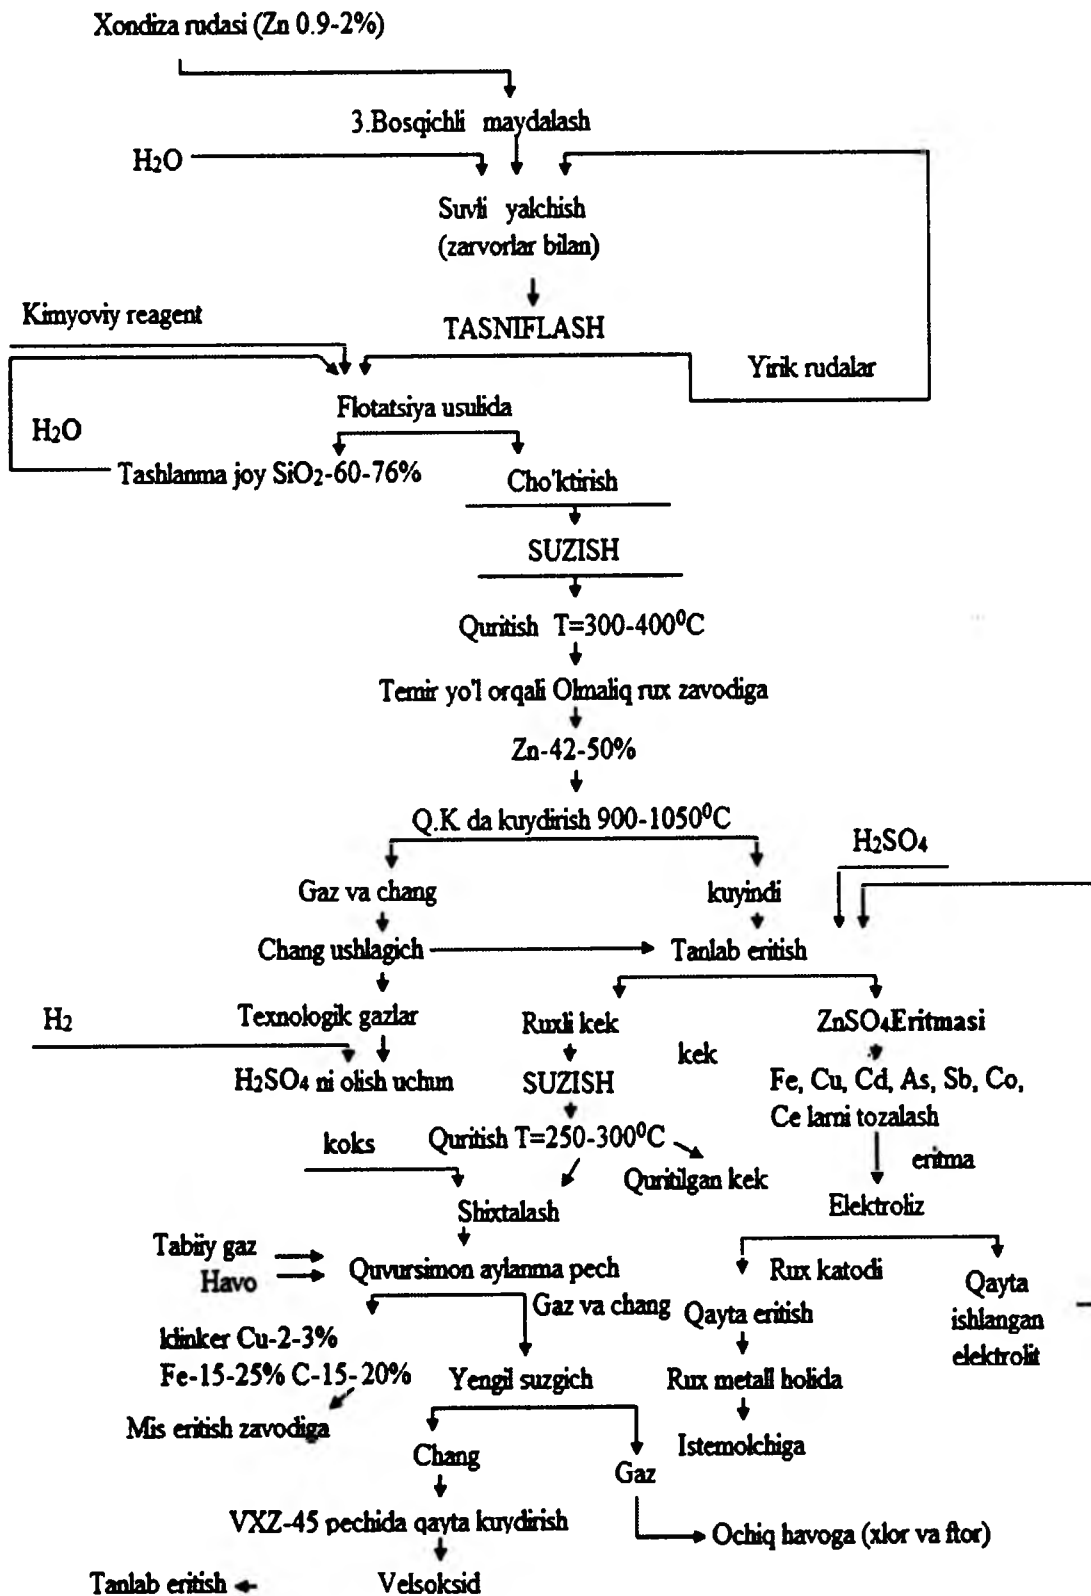 Xondiza rudasi (Zn 0.9-2%)
3.Bosqichli maydalash
H₂O
Suvli yalchish
(zarvorlar bilan)
Kimyoviy reagent
TASNIFLASH
Yirik rudalar
Flotatsiya usulida
H₂O
Tashlanma joy SiO₂-60-76%
Cho'ktirish
SUZISH
Quritish T=300-400⁰C
Temir yo'l orqali Olmaliq rux zavodiga
Zn-42-50%
Q.K da kuydirish 900-1050⁰C
H₂SO₄
Gaz va chang
kuyindi
Chang ushlagich
Tanlab eritish
H₂
Texnologik gazlar
Ruxli kek
ZnSO₄Eritmasi
kek
H₂SO₄ ni olish uchun
SUZISH
Fe, Cu, Cd, As, Sb, Co,
Ce larni tozalash
koks
Quritish T=250-300⁰C
eritma
Quritilgan kek
Shixtalash
Elektroliz
Tabiiy gaz
Havo
Quvursimon aylanma pech
Rux katodi
Qayta
ishlangan
elektrolit
Gaz va chang
Qayta eritish
klinker Cu-2-3%
Fe-15-25% C-15-20%
Yengil suzgich
Rux metall holida
Mis eritish zavodiga
Chang
Gaz
Istemolchiga
VXZ-45 pechida qayta kuydirish
Ochiq havoga (xlor va ftor)
Tanlab eritish
Velsoksid